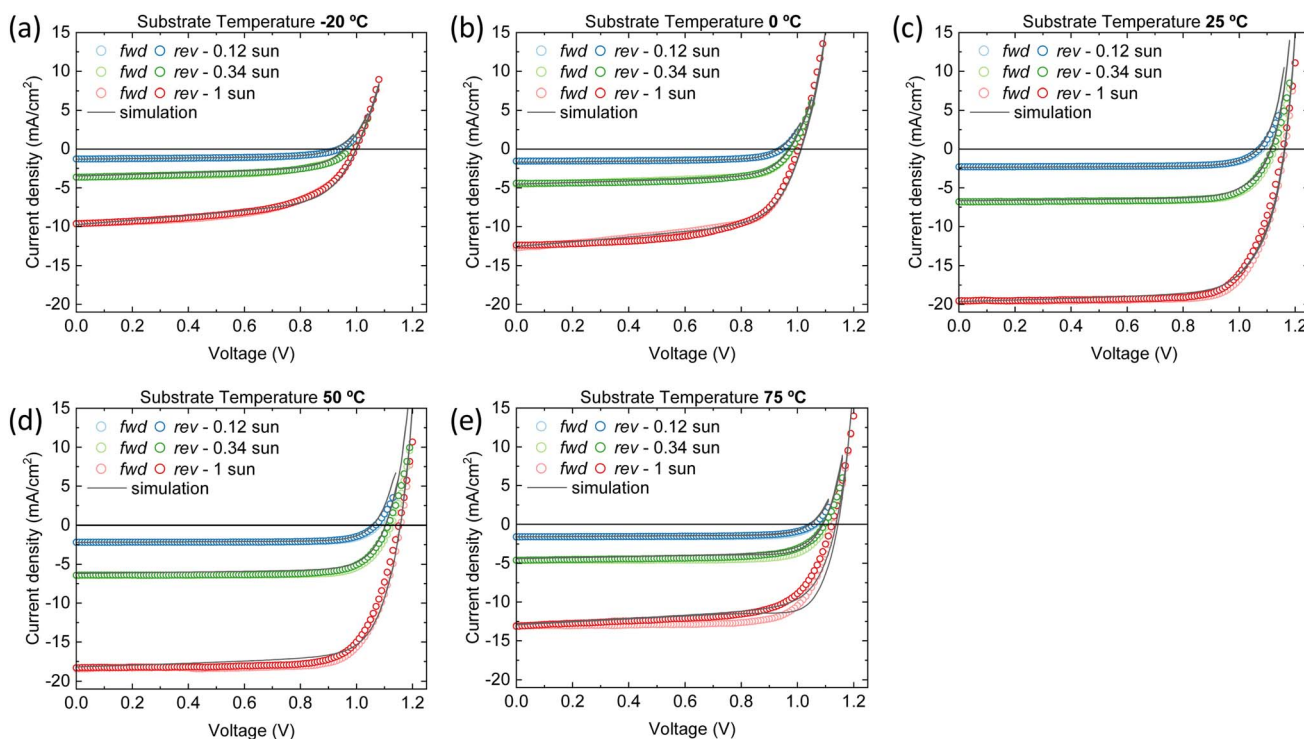 (a)
Substrate Temperature -20 ºC
fwd rev - 0.12 sun
fwd rev - 0.34 sun
fwd rev - 1 sun
simulation
Current density (mA/cm²)
15
10
5
0
-5
-10
-15
-20
0.0 0.2 0.4 0.6 0.8 1.0 1.2
Voltage (V)
(b)
Substrate Temperature 0 ºC
fwd rev - 0.12 sun
fwd rev - 0.34 sun
fwd rev - 1 sun
simulation
Current density (mA/cm²)
15
10
5
0
-5
-10
-15
-20
0.0 0.2 0.4 0.6 0.8 1.0 1.2
Voltage (V)
(c)
Substrate Temperature 25 ºC
fwd rev - 0.12 sun
fwd rev - 0.34 sun
fwd rev - 1 sun
simulation
Current density (mA/cm²)
15
10
5
0
-5
-10
-15
-20
0.0 0.2 0.4 0.6 0.8 1.0 1.2
Voltage (V)
(d)
Substrate Temperature 50 ºC
fwd rev - 0.12 sun
fwd rev - 0.34 sun
fwd rev - 1 sun
simulation
Current density (mA/cm²)
15
10
5
0
-5
-10
-15
-20
0.0 0.2 0.4 0.6 0.8 1.0 1.2
Voltage (V)
(e)
Substrate Temperature 75 ºC
fwd rev - 0.12 sun
fwd rev - 0.34 sun
fwd rev - 1 sun
simulation
Current density (mA/cm²)
15
10
5
0
-5
-10
-15
-20
0.0 0.2 0.4 0.6 0.8 1.0 1.2
Voltage (V)